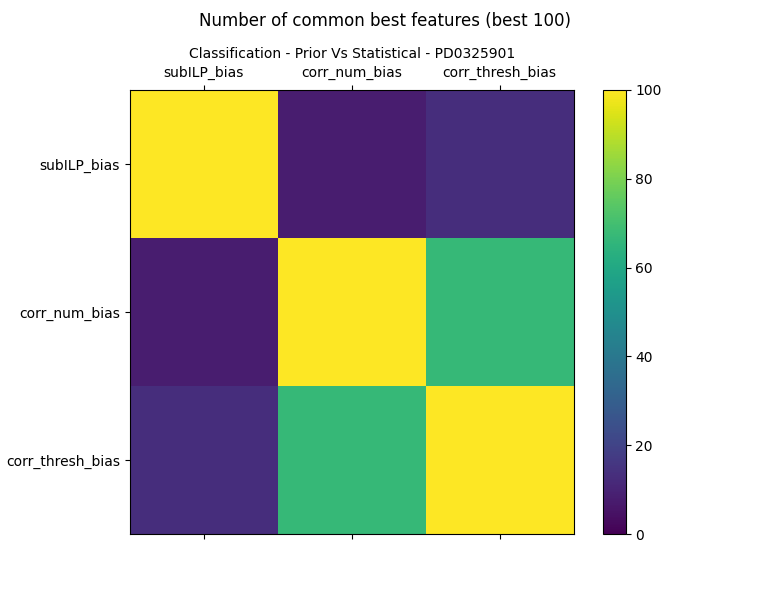 Number of common best features (best 100)
Classification - Prior Vs Statistical - PD0325901
subILP_bias corr_num_bias corr_thresh_bias
subILP_bias
corr_num_bias
corr_thresh_bias
100
80
60
40
20
0